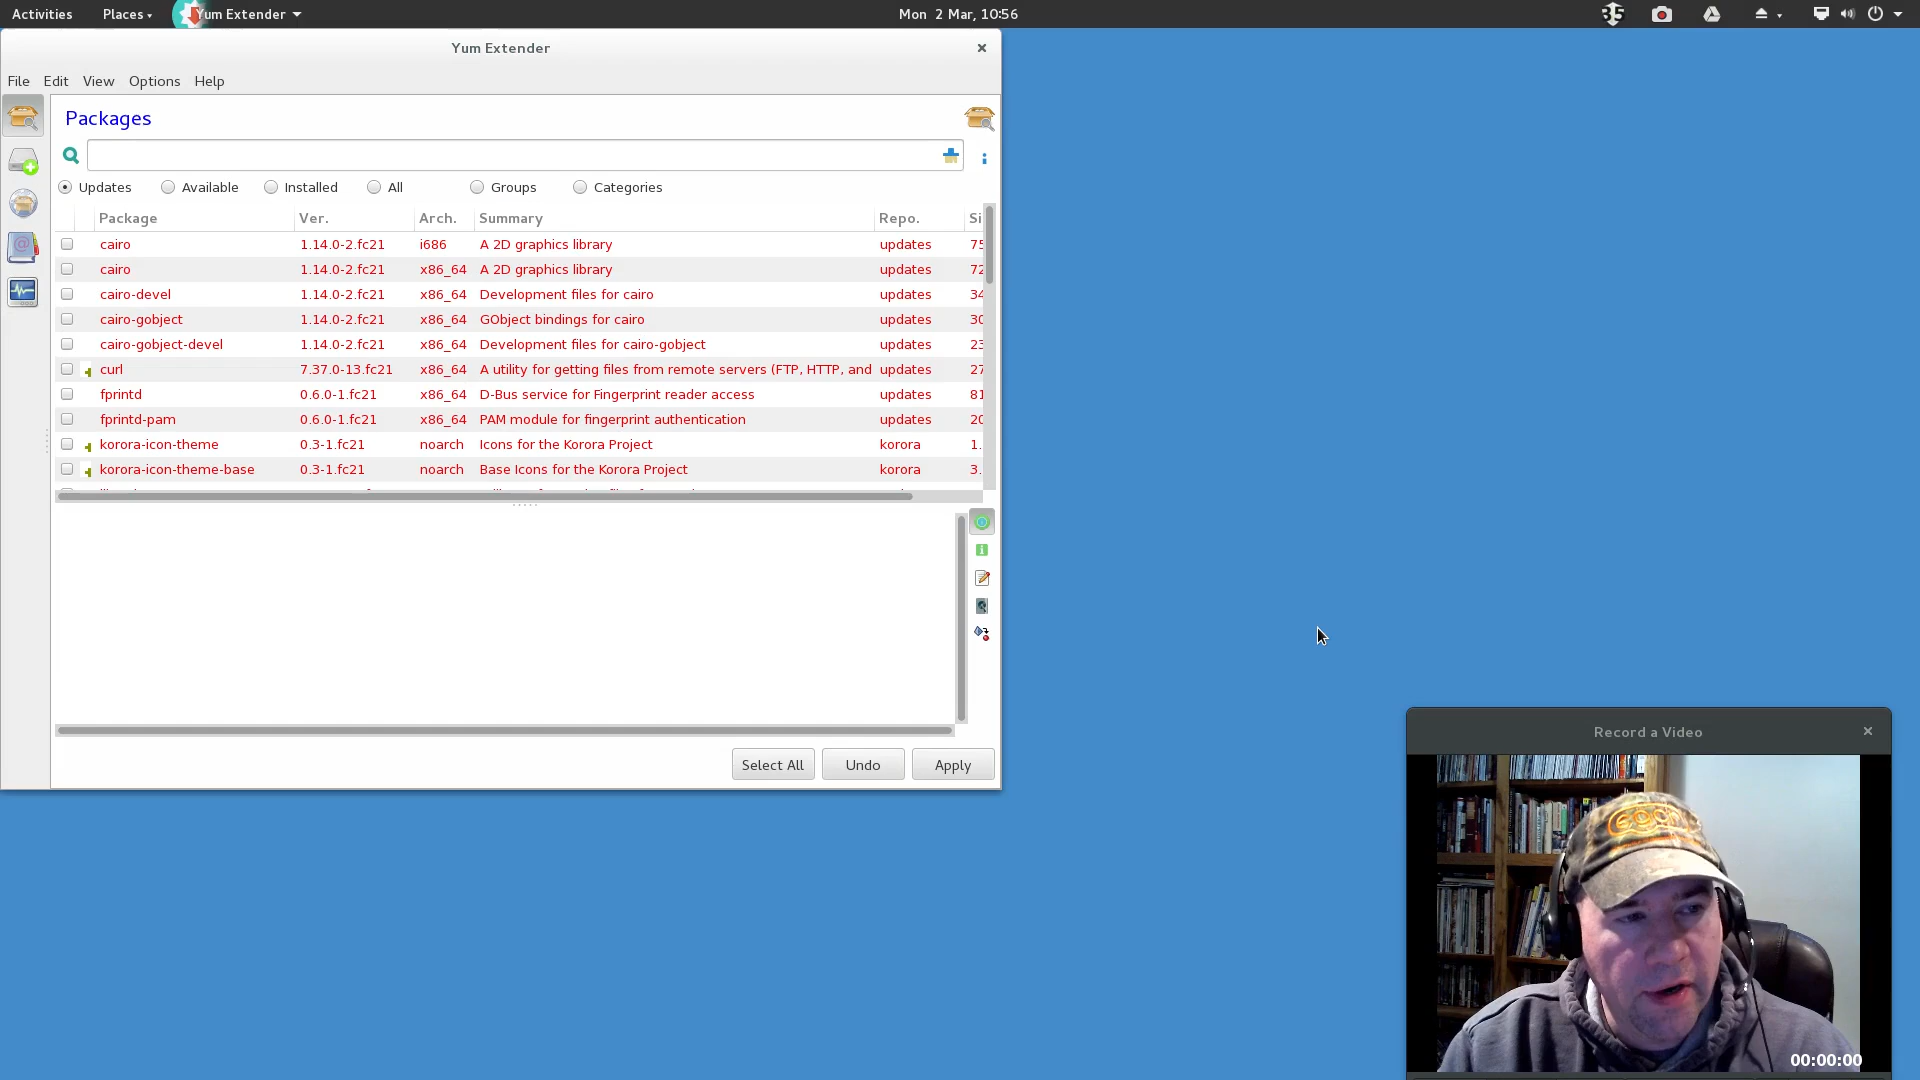 Activities Places Yum Extender Mon 2 Mar, 10:56 35
Yum Extender
File Edit View Options Help
Packages
Updates Available Installed All Groups Categories
Package Ver. Arch. Summary Repo.
cairo 1.14.0-2.fc21 i686 A 2D graphics library updates
cairo 1.14.0-2.fc21 x86_64 A 2D graphics library updates
cairo-devel 1.14.0-2.fc21 x86_64 Development files for cairo updates
cairo-gobject 1.14.0-2.fc21 x86_64 GObject bindings for cairo updates
cairo-gobject-devel 1.14.0-2.fc21 x86_64 Development files for cairo-gobject updates
curl 7.37.0-13.fc21 x86_64 A utility for getting files from remote servers (FTP, HTTP, and updates
fprintd 0.6.0-1.fc21 x86_64 D-Bus service for Fingerprint reader access updates
fprintd-pam 0.6.0-1.fc21 x86_64 PAM module for fingerprint authentication updates
korora-icon-theme 0.3-1.fc21 noarch Icons for the Korora Project korora
korora-icon-theme-base 0.3-1.fc21 noarch Base Icons for the Korora Project korora
Select All Undo Apply
Record a Video
00:00:00